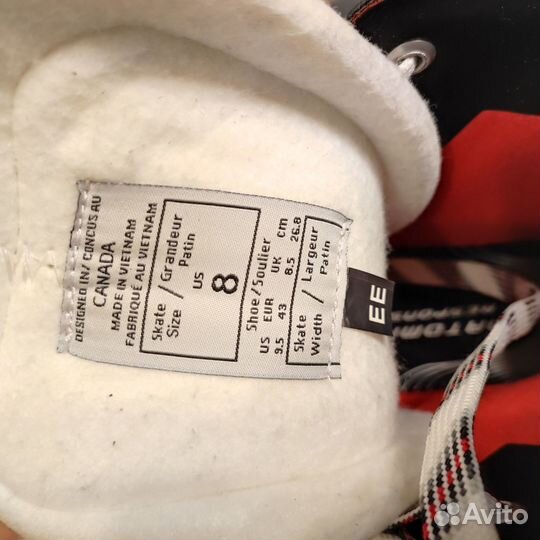 DESIGNED IN/ CONÇUS AU
CANADA
MADE IN VIETNAM
FABRIQUÉ AU VIETNAM
Skate / Grandeur
Size Patin
US
8
Shoe/Soulier
US EUR UK cm
9.5 43 8.5 26.8
Skate / Largeur
Width Patin
EE
Avito